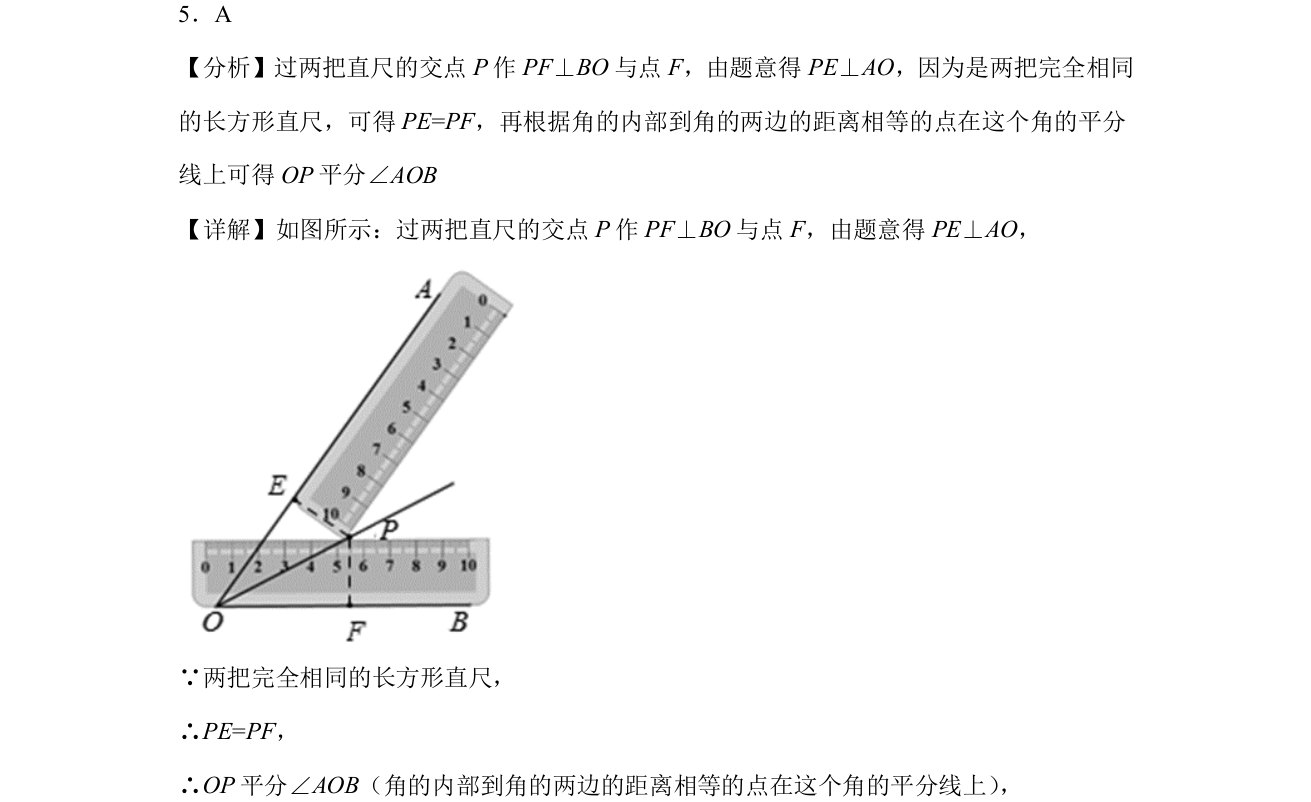 5．A
【分析】过两把直尺的交点 P 作 PF⊥BO 与点 F，由题意得 PE⊥AO，因为是两把完全相同
的长方形直尺，可得 PE=PF，再根据角的内部到角的两边的距离相等的点在这个角的平分
线上可得 OP 平分∠AOB
【详解】如图所示：过两把直尺的交点 P 作 PF⊥BO 与点 F，由题意得 PE⊥AO，
A
0
1
2
3
4
5
6
7
8
9
10
E
P
0 1 2 3 4 5 6 7 8 9 10
O F B
∵两把完全相同的长方形直尺，
∴PE=PF，
∴OP 平分∠AOB（角的内部到角的两边的距离相等的点在这个角的平分线上），